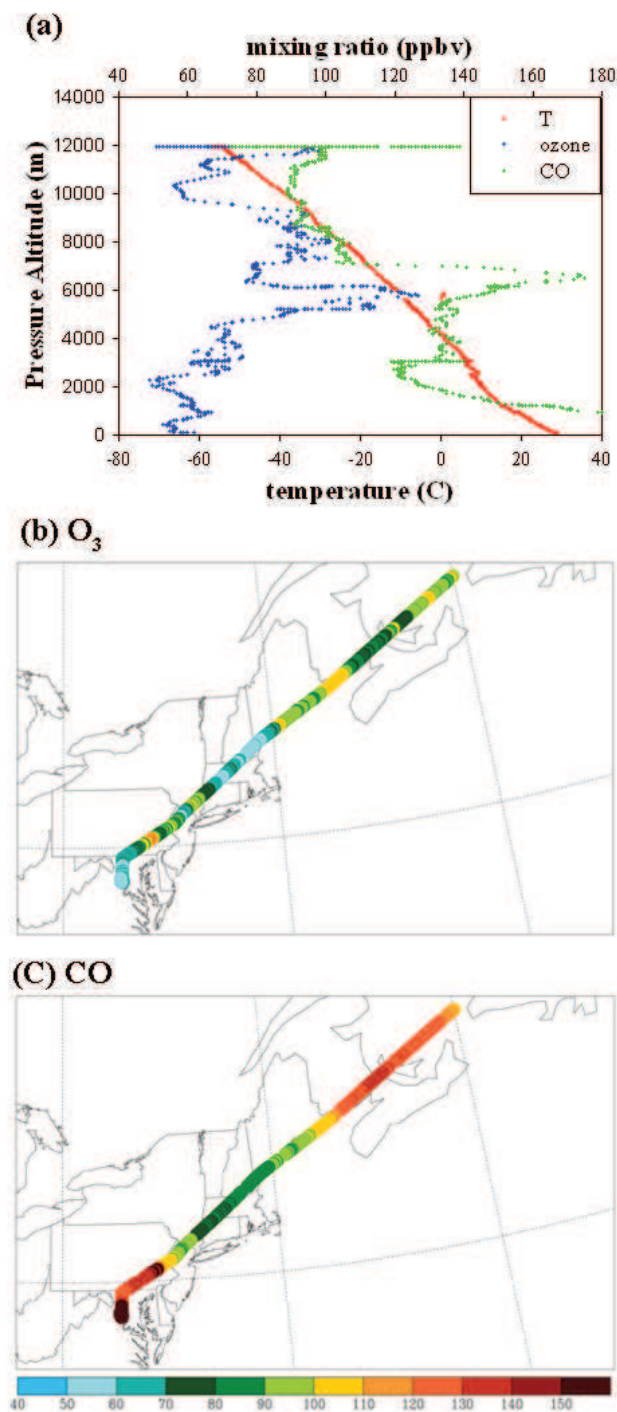 (a)
mixing ratio (ppbv)
40 60 80 100 120 140 160 180
14000
12000
10000
8000
6000
4000
2000
0
Pressure Altitude (m)
T
ozone
CO
-80 -60 -40 -20 0 20 40
temperature (C)
(b) O3
(C) CO
40 50 60 70 80 90 100 110 120 130 140 150